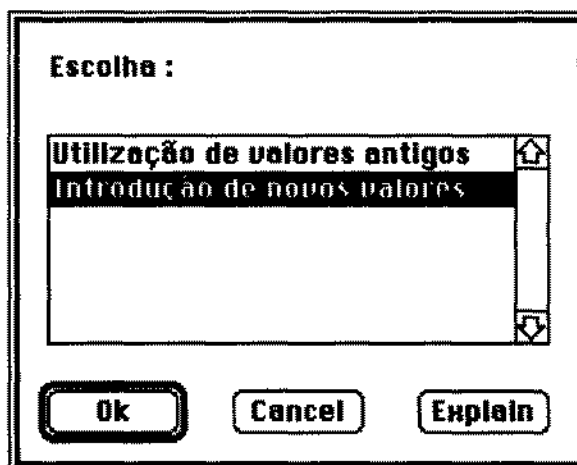 Escolha :
Utilização de valores antigos
Introdução de novos valores
Ok
Cancel
Explain